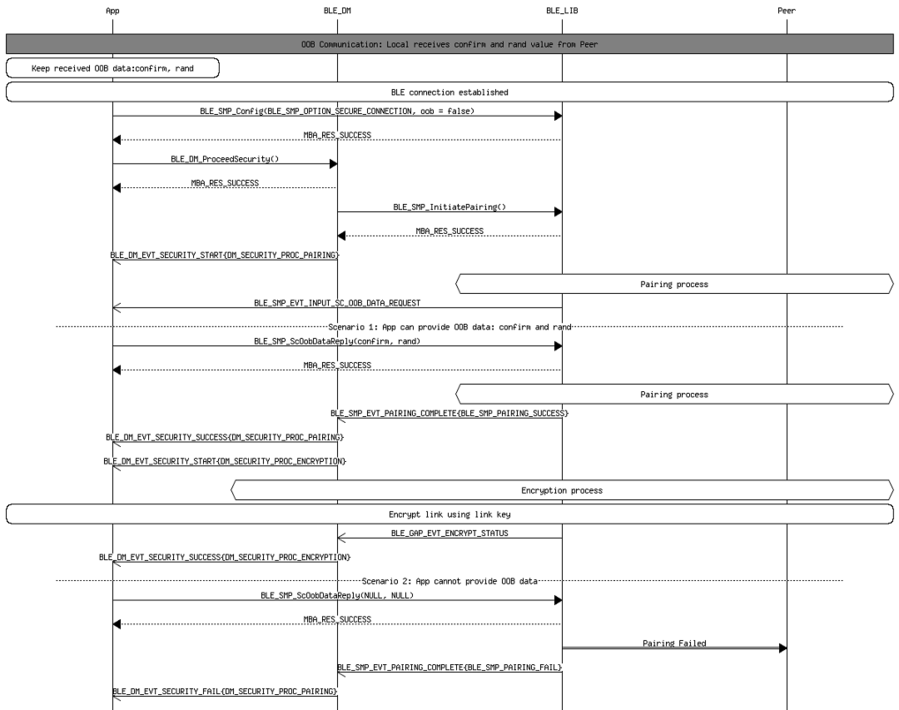 App BLE_DM BLE_LIB Peer
OOB Communication: Local receives confirm and rand value from Peer
Keep received OOB data:confirm, rand
BLE connection established
BLE_SMP_Config(BLE_SMP_OPTION_SECURE_CONNECTION, oob = false)
MBA_RES_SUCCESS
BLE_DM_ProceedSecurity()
MBA_RES_SUCCESS
BLE_SMP_InitiatePairing()
MBA_RES_SUCCESS
BLE_DM_EVT_SECURITY_START{DM_SECURITY_PROC_PAIRING}
Pairing process
BLE_SMP_EVT_INPUT_SC_OOB_DATA_REQUEST
Scenario 1: App can provide OOB data: confirm and rand
BLE_SMP_ScOobDataReply(confirm, rand)
MBA_RES_SUCCESS
Pairing process
BLE_SMP_EVT_PAIRING_COMPLETE{BLE_SMP_PAIRING_SUCCESS}
BLE_DM_EVT_SECURITY_SUCCESS{DM_SECURITY_PROC_PAIRING}
BLE_DM_EVT_SECURITY_START{DM_SECURITY_PROC_ENCRYPTION}
Encryption process
Encrypt link using link key
BLE_GAP_EVT_ENCRYPT_STATUS
BLE_DM_EVT_SECURITY_SUCCESS{DM_SECURITY_PROC_ENCRYPTION}
Scenario 2: App cannot provide OOB data
BLE_SMP_ScOobDataReply(NULL, NULL)
MBA_RES_SUCCESS
Pairing Failed
BLE_SMP_EVT_PAIRING_COMPLETE{BLE_SMP_PAIRING_FAIL}
BLE_DM_EVT_SECURITY_FAIL{DM_SECURITY_PROC_PAIRING}